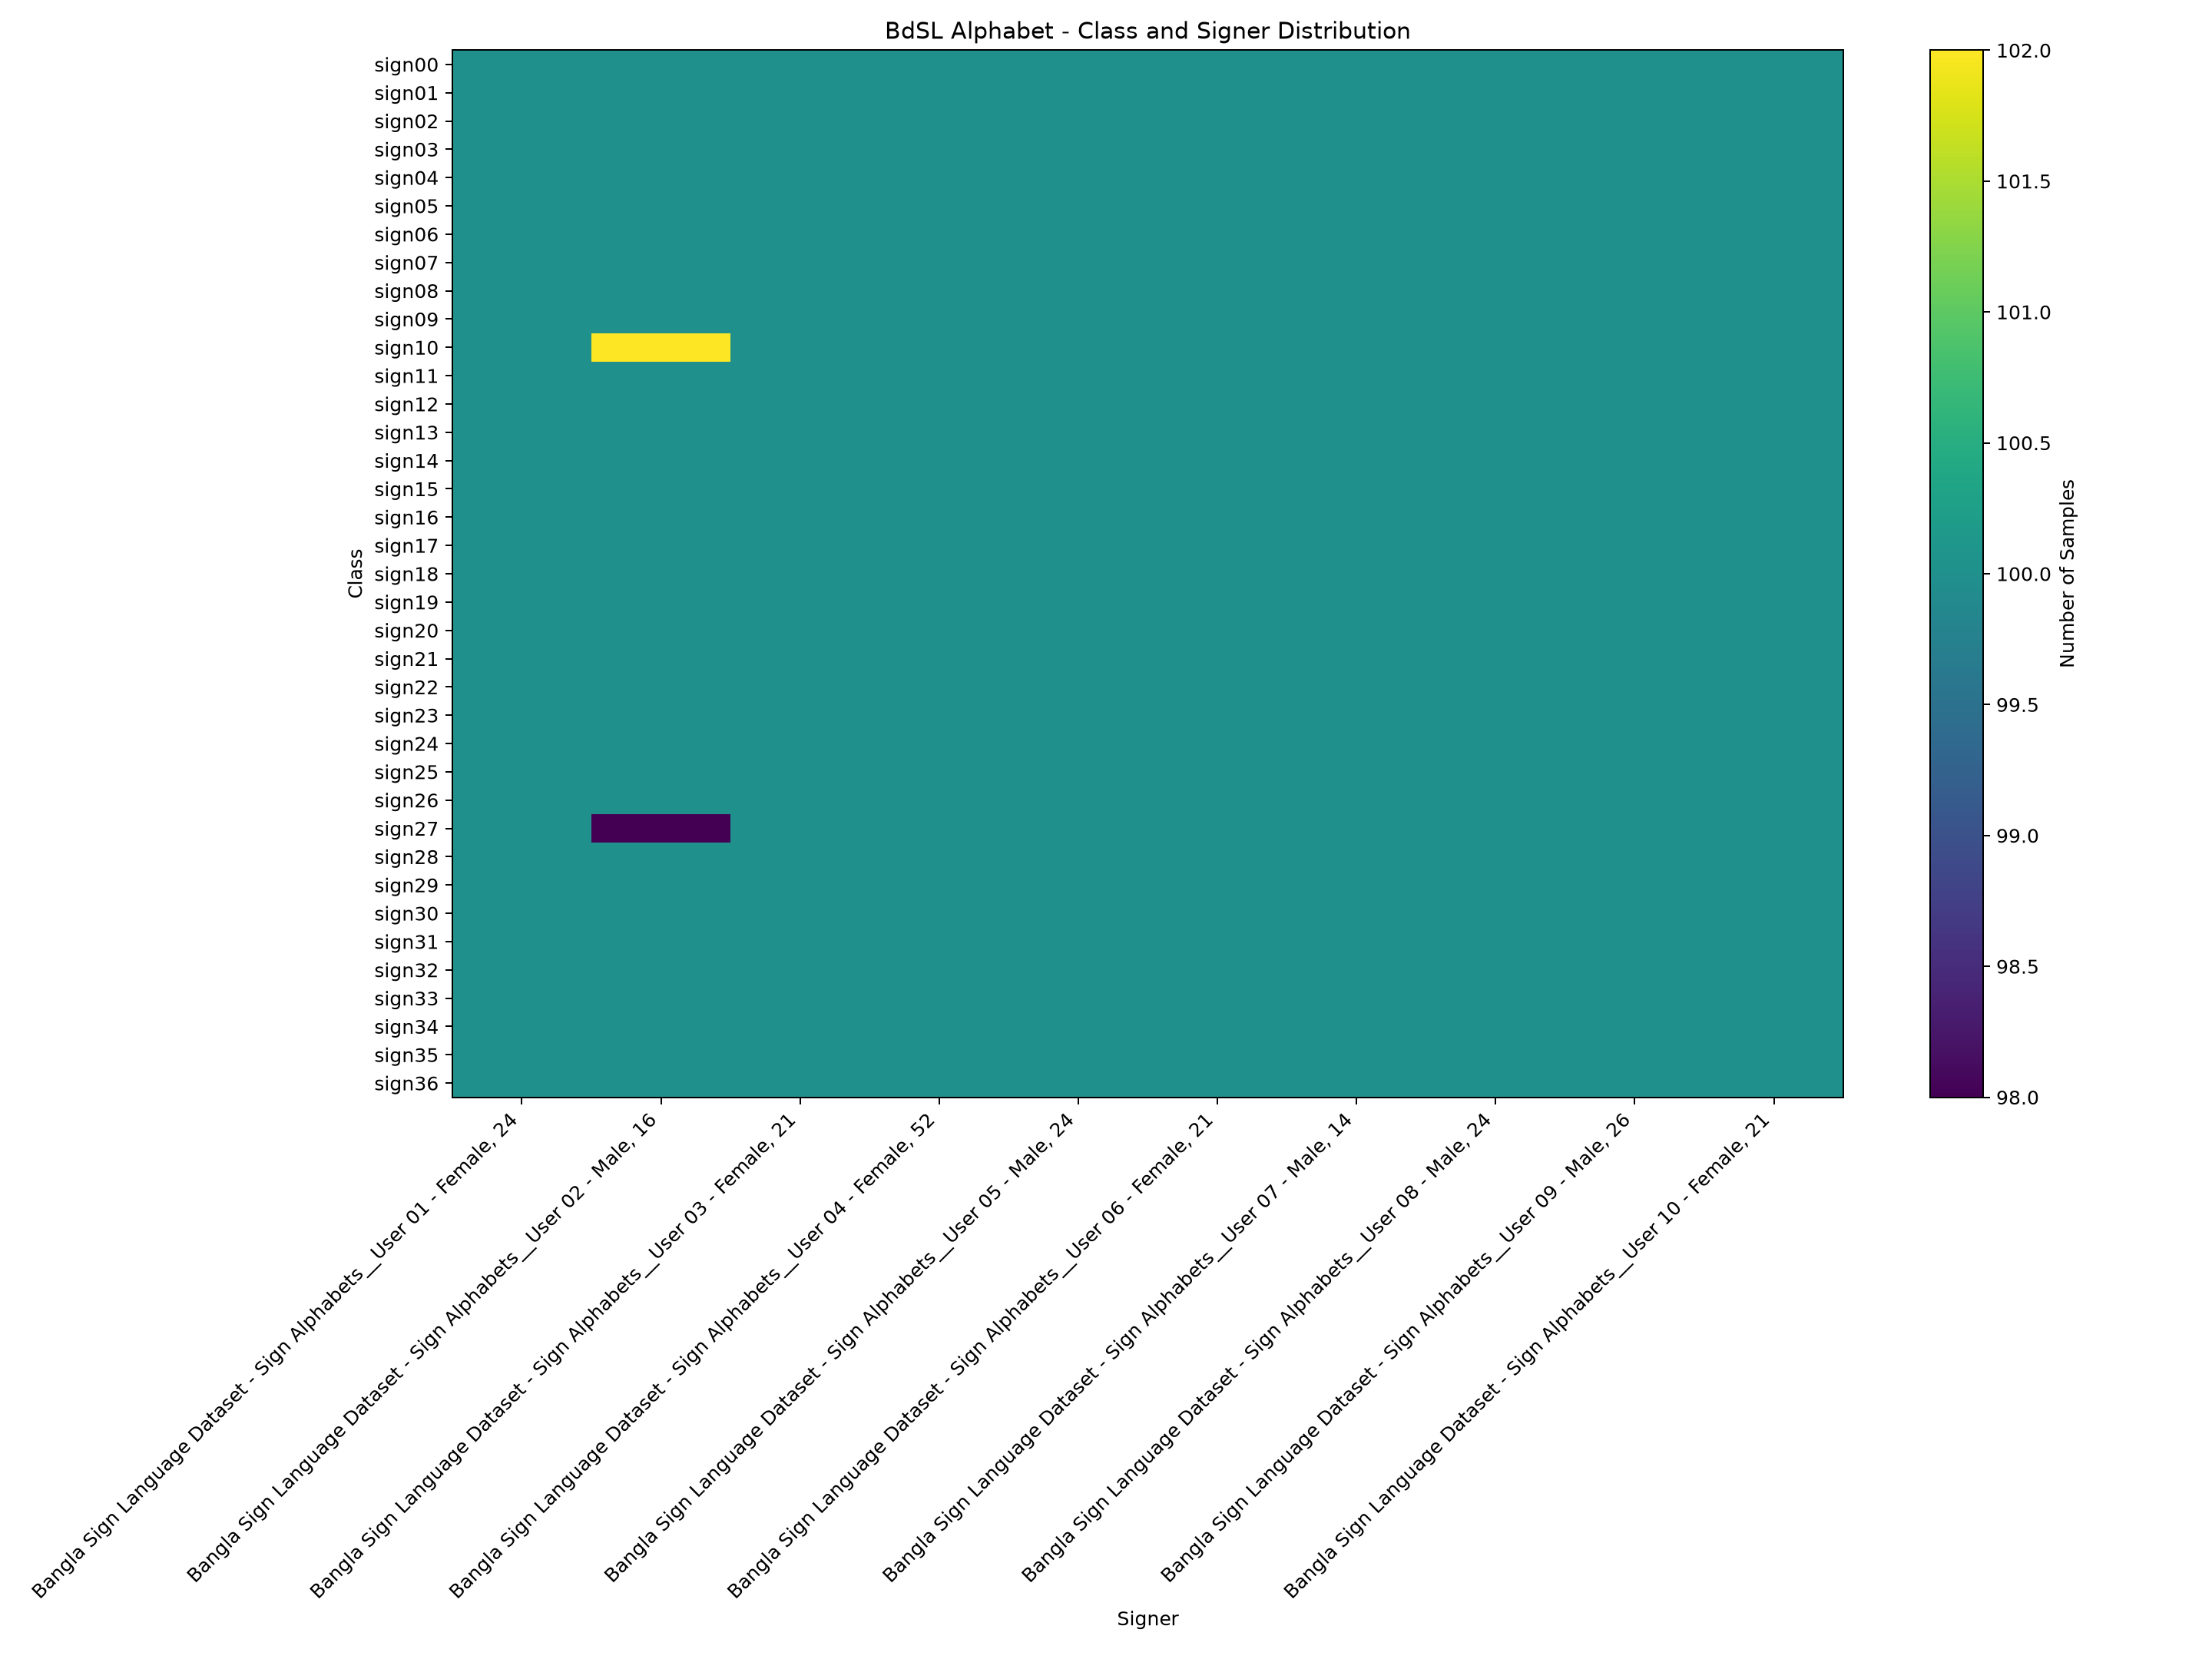 BdSL Alphabet - Class and Signer Distribution
Class
sign00
sign01
sign02
sign03
sign04
sign05
sign06
sign07
sign08
sign09
sign10
sign11
sign12
sign13
sign14
sign15
sign16
sign17
sign18
sign19
sign20
sign21
sign22
sign23
sign24
sign25
sign26
sign27
sign28
sign29
sign30
sign31
sign32
sign33
sign34
sign35
sign36
Bangla Sign Language Dataset - Sign Alphabets__User 01 - Female, 24
Bangla Sign Language Dataset - Sign Alphabets__User 02 - Male, 16
Bangla Sign Language Dataset - Sign Alphabets__User 03 - Female, 21
Bangla Sign Language Dataset - Sign Alphabets__User 04 - Female, 52
Bangla Sign Language Dataset - Sign Alphabets__User 05 - Male, 24
Bangla Sign Language Dataset - Sign Alphabets__User 06 - Female, 21
Bangla Sign Language Dataset - Sign Alphabets__User 07 - Male, 14
Bangla Sign Language Dataset - Sign Alphabets__User 08 - Male, 24
Bangla Sign Language Dataset - Sign Alphabets__User 09 - Male, 26
Bangla Sign Language Dataset - Sign Alphabets__User 10 - Female, 21
Signer
102.0
101.5
101.0
100.5
100.0
99.5
99.0
98.5
98.0
Number of Samples